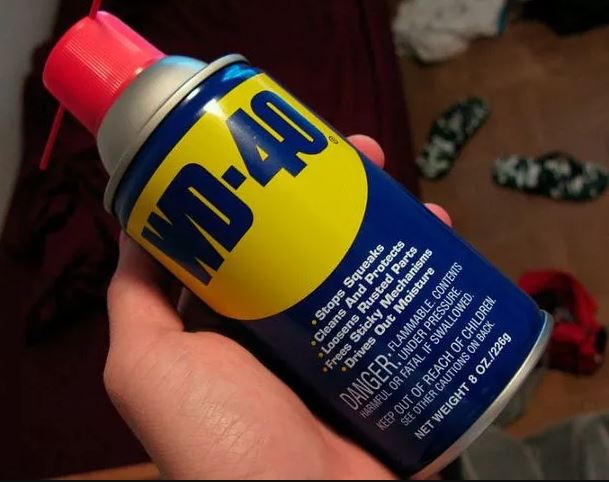 WD-40®
•Stops Squeaks
•Cleans And Protects
•Loosens Rusted Parts
•Frees Sticky Mechanisms
•Drives Out Moisture
DANGER: FLAMMABLE. CONTENTS
UNDER PRESSURE.
HARMFUL OR FATAL IF SWALLOWED.
KEEP OUT OF REACH OF CHILDREN.
SEE OTHER CAUTIONS ON BACK
NET WEIGHT 8 OZ./226g